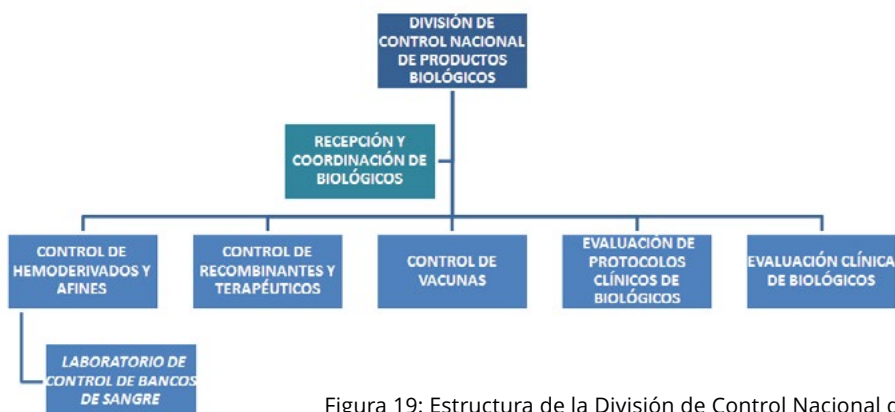 DIVISIÓN DE
CONTROL NACIONAL
DE PRODUCTOS
BIOLÓGICOS
RECEPCIÓN Y
COORDINACIÓN DE
BIOLÓGICOS
CONTROL DE
HEMODERIVADOS Y
AFINES
CONTROL DE
RECOMBINANTES Y
TERAPÉUTICOS
CONTROL DE
VACUNAS
EVALUACIÓN DE
PROTOCOLOS
CLÍNICOS DE
BIOLÓGICOS
EVALUACIÓN CLÍNICA
DE BIOLÓGICOS
LABORATORIO DE
CONTROL DE BANCOS
DE SANGRE
Figura 19: Estructura de la División de Control Nacional